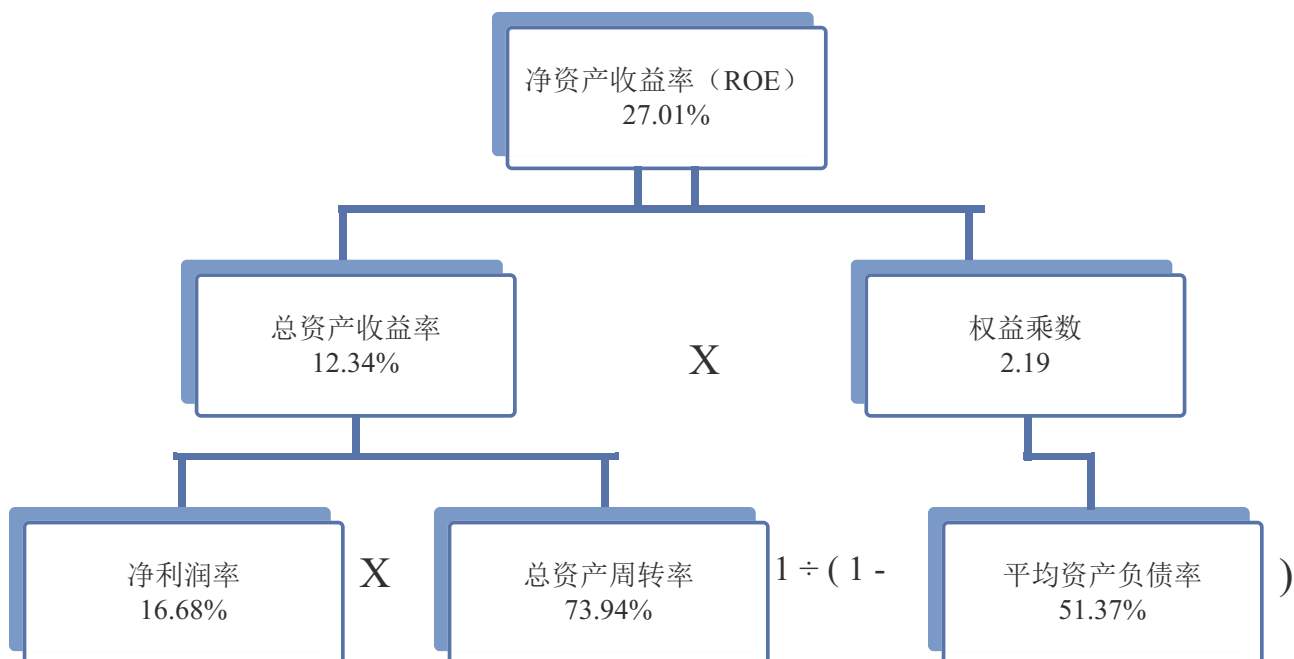 净资产收益率（ROE）
27.01%
总资产收益率
12.34%
X
权益乘数
2.19
净利润率
16.68%
X
总资产周转率
73.94%
1 ÷ ( 1 -
平均资产负债率
51.37%
)